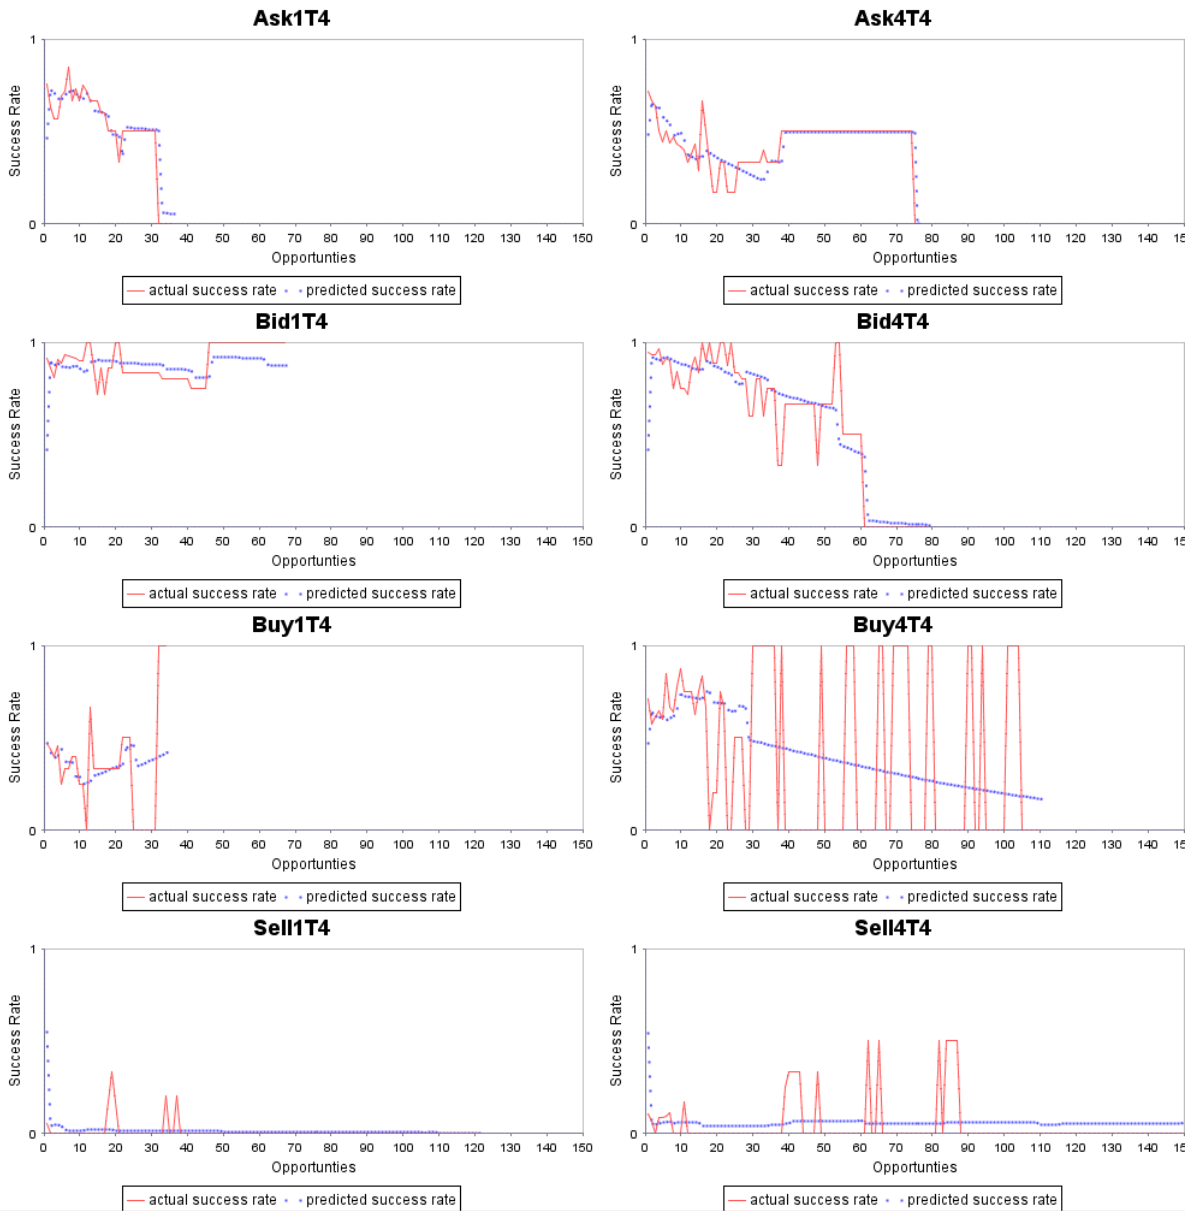 Ask1T4 Ask4T4
1 1
Success Rate Success Rate
0 0
0 10 20 30 40 50 60 70 80 90 100 110 120 130 140 150 0 10 20 30 40 50 60 70 80 90 100 110 120 130 140 15
Opportunties Opportunties
actual success rate predicted success rate actual success rate predicted success rate
Bid1T4 Bid4T4
1 1
Success Rate Success Rate
0 0
0 10 20 30 40 50 60 70 80 90 100 110 120 130 140 150 0 10 20 30 40 50 60 70 80 90 100 110 120 130 140 15
Opportunties Opportunties
actual success rate predicted success rate actual success rate predicted success rate
Buy1T4 Buy4T4
1 1
Success Rate Success Rate
0 0
0 10 20 30 40 50 60 70 80 90 100 110 120 130 140 150 0 10 20 30 40 50 60 70 80 90 100 110 120 130 140 15
Opportunties Opportunties
actual success rate predicted success rate actual success rate predicted success rate
Sell1T4 Sell4T4
1 1
Success Rate Success Rate
0 0
0 10 20 30 40 50 60 70 80 90 100 110 120 130 140 150 0 10 20 30 40 50 60 70 80 90 100 110 120 130 140 15
Opportunties Opportunties
actual success rate predicted success rate actual success rate predicted success rate